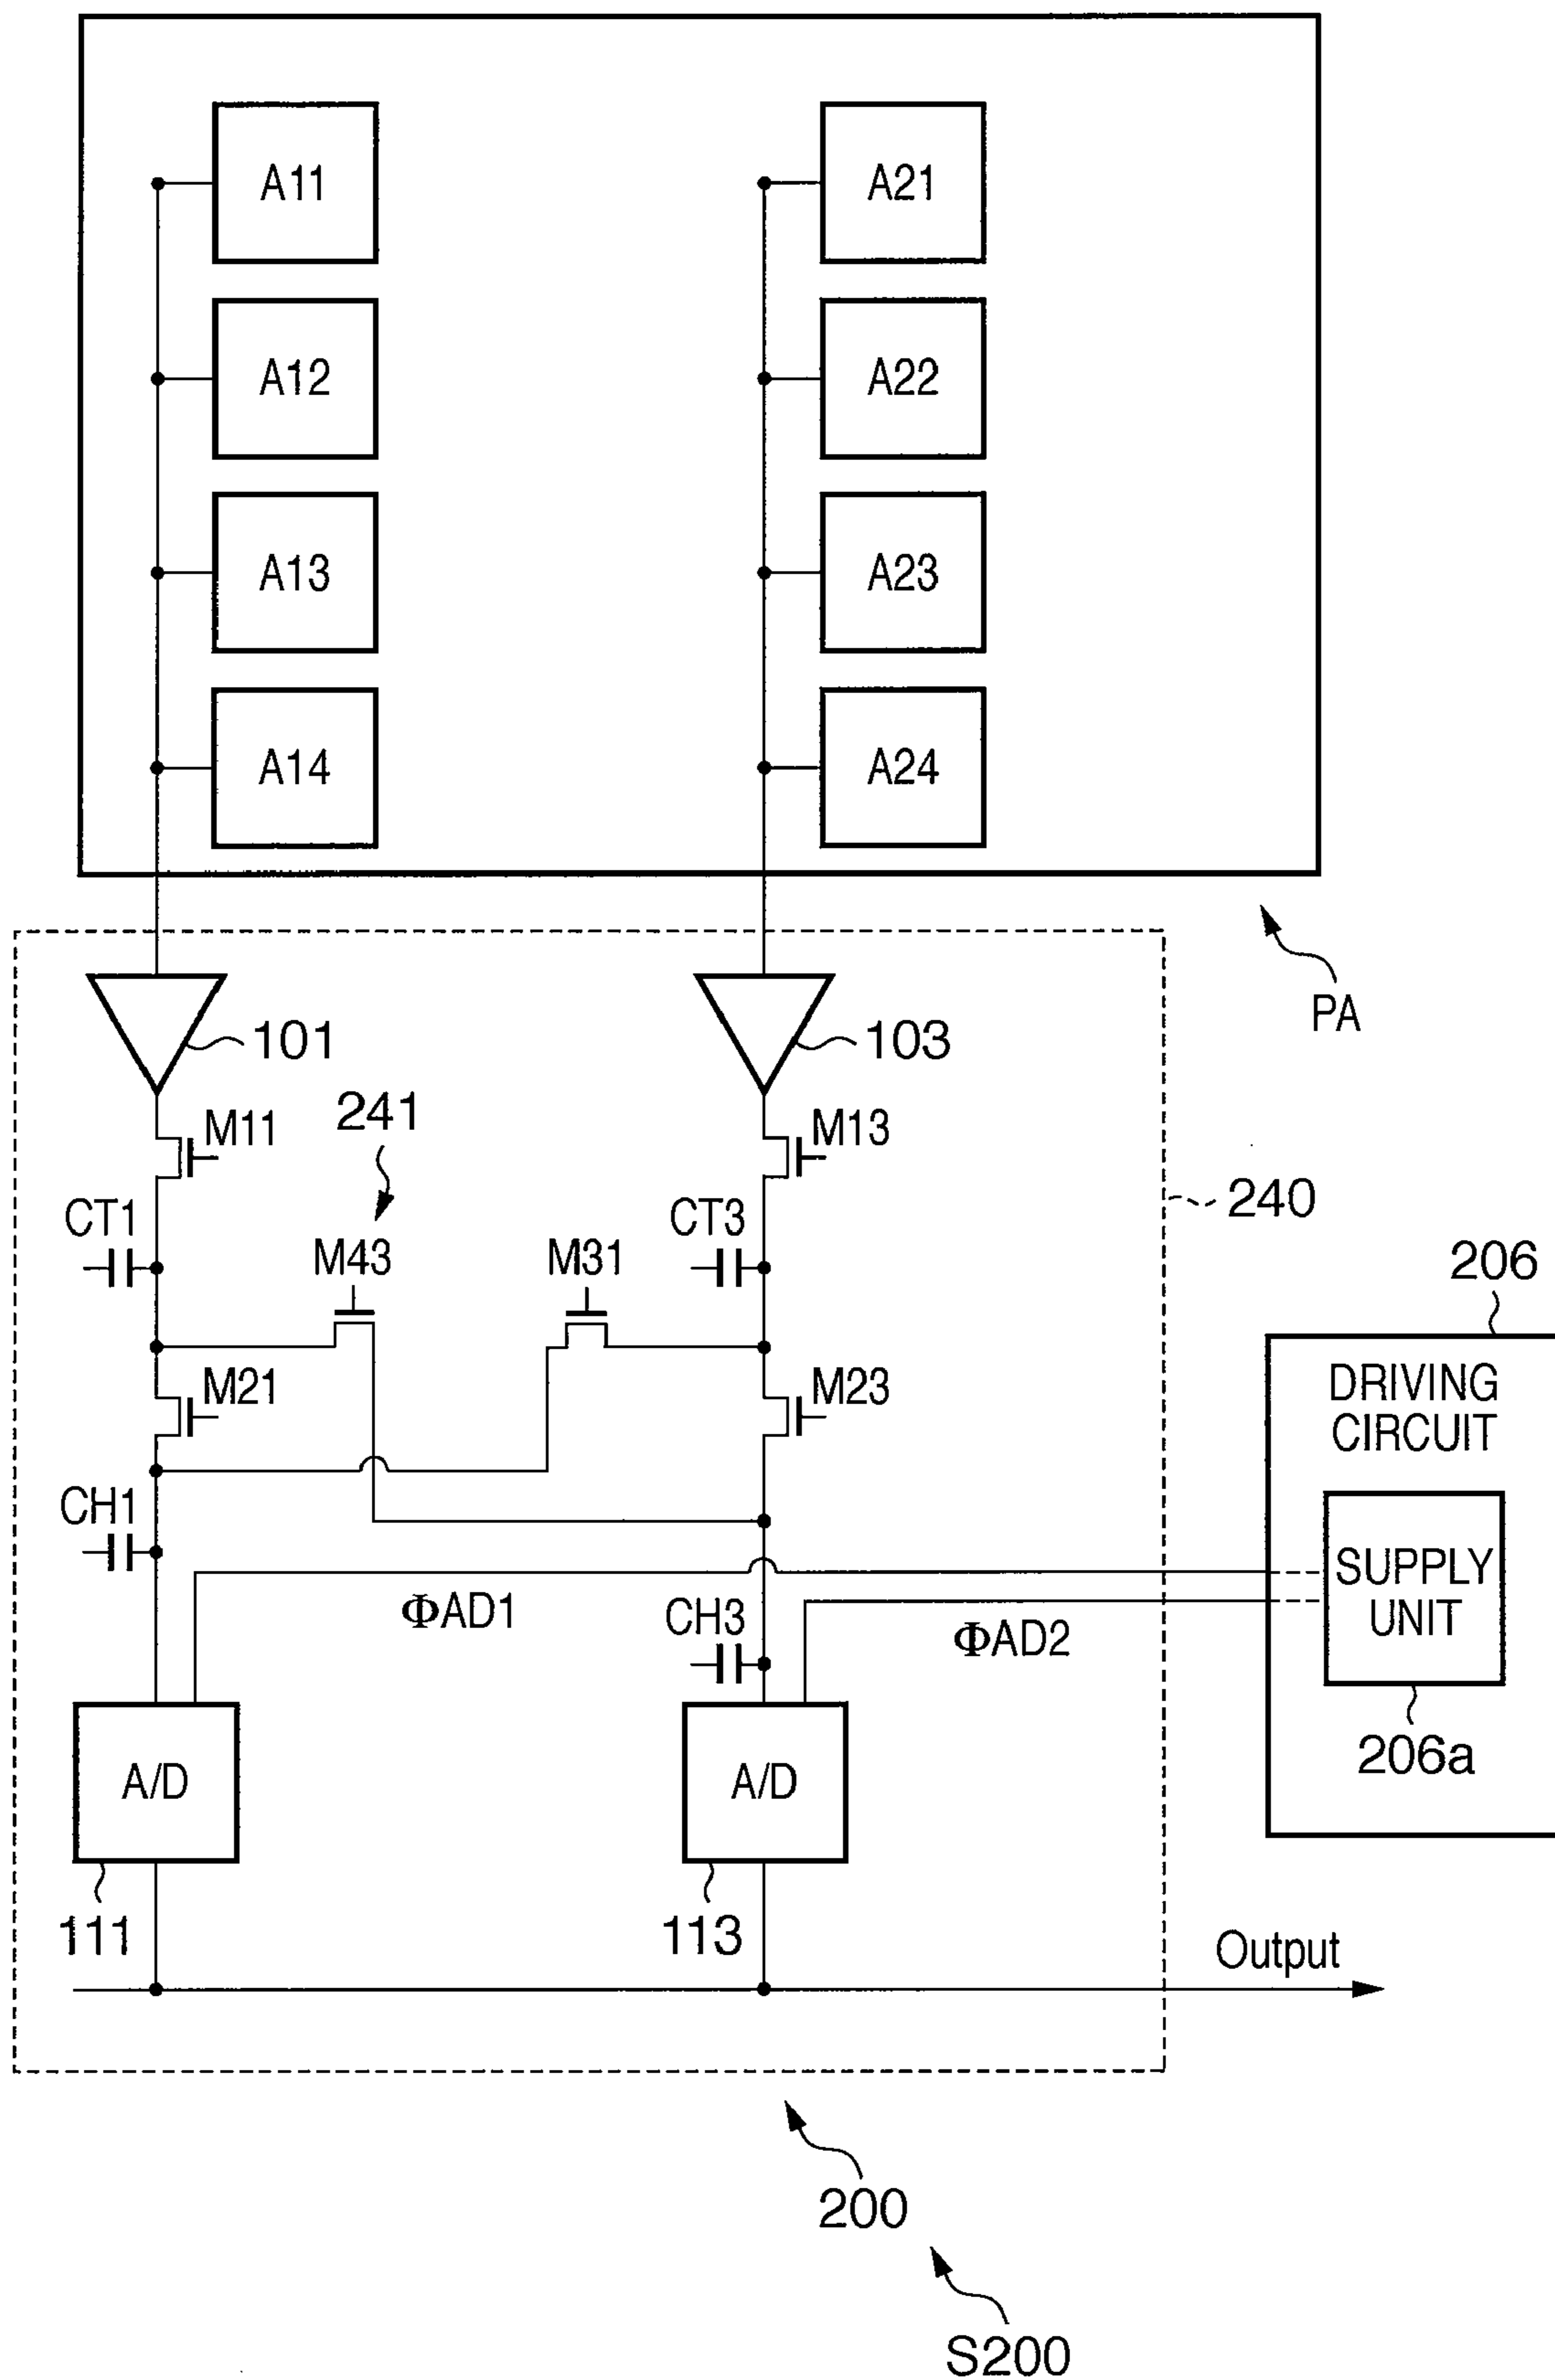 A11
A21
A12
A22
A13
A23
A14
A24
PA
101
103
M11
241
M13
CT1
CT3
240
M43
M31
206
M21
M23
DRIVING
CIRCUIT
CH1
SUPPLY
UNIT
ΦAD1
CH3
ΦAD2
206a
A/D
A/D
111
113
Output
200
S200